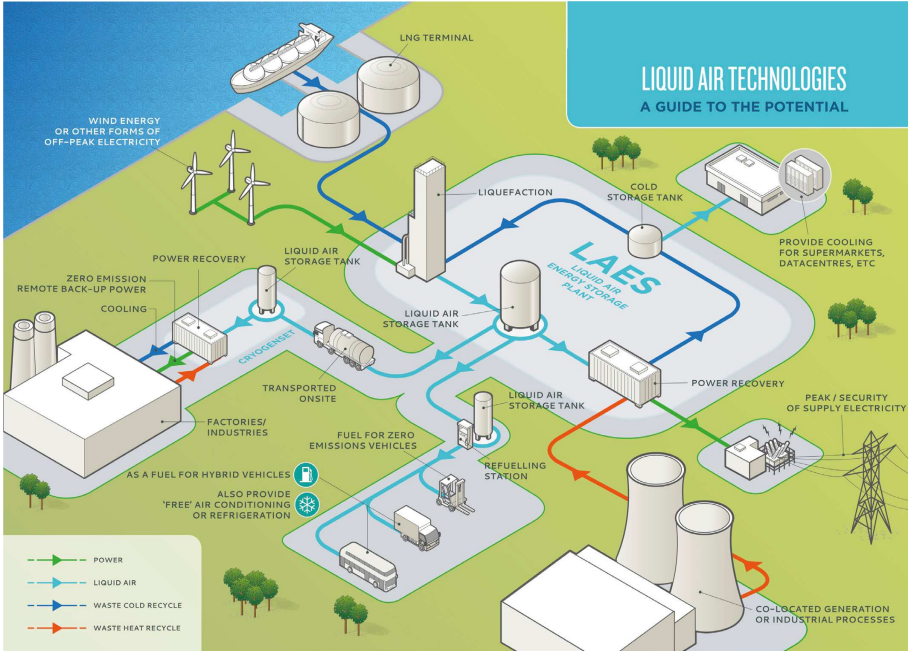 LNG TERMINAL
LIQUID AIR TECHNOLOGIES
A GUIDE TO THE POTENTIAL
WIND ENERGY
OR OTHER FORMS OF
OFF-PEAK ELECTRICITY
LIQUEFACTION
COLD
STORAGE TANK
PROVIDE COOLING
FOR SUPERMARKETS,
DATACENTRES, ETC
LAES
LIQUID AIR
ENERGY STORAGE
PLANT
POWER RECOVERY
LIQUID AIR
STORAGE TANK
ZERO EMISSION
REMOTE BACK-UP POWER
COOLING
LIQUID AIR
STORAGE TANK
CRYOGENSET
TRANSPORTED
ONSITE
POWER RECOVERY
LIQUID AIR
STORAGE TANK
PEAK / SECURITY
OF SUPPLY ELECTRICITY
FACTORIES/
INDUSTRIES
FUEL FOR ZERO
EMISSIONS VEHICLES
REFUELLING
STATION
AS A FUEL FOR HYBRID VEHICLES
ALSO PROVIDE
'FREE' AIR CONDITIONING
OR REFRIGERATION
POWER
LIQUID AIR
WASTE COLD RECYCLE
WASTE HEAT RECYCLE
CO-LOCATED GENERATION
OR INDUSTRIAL PROCESSES